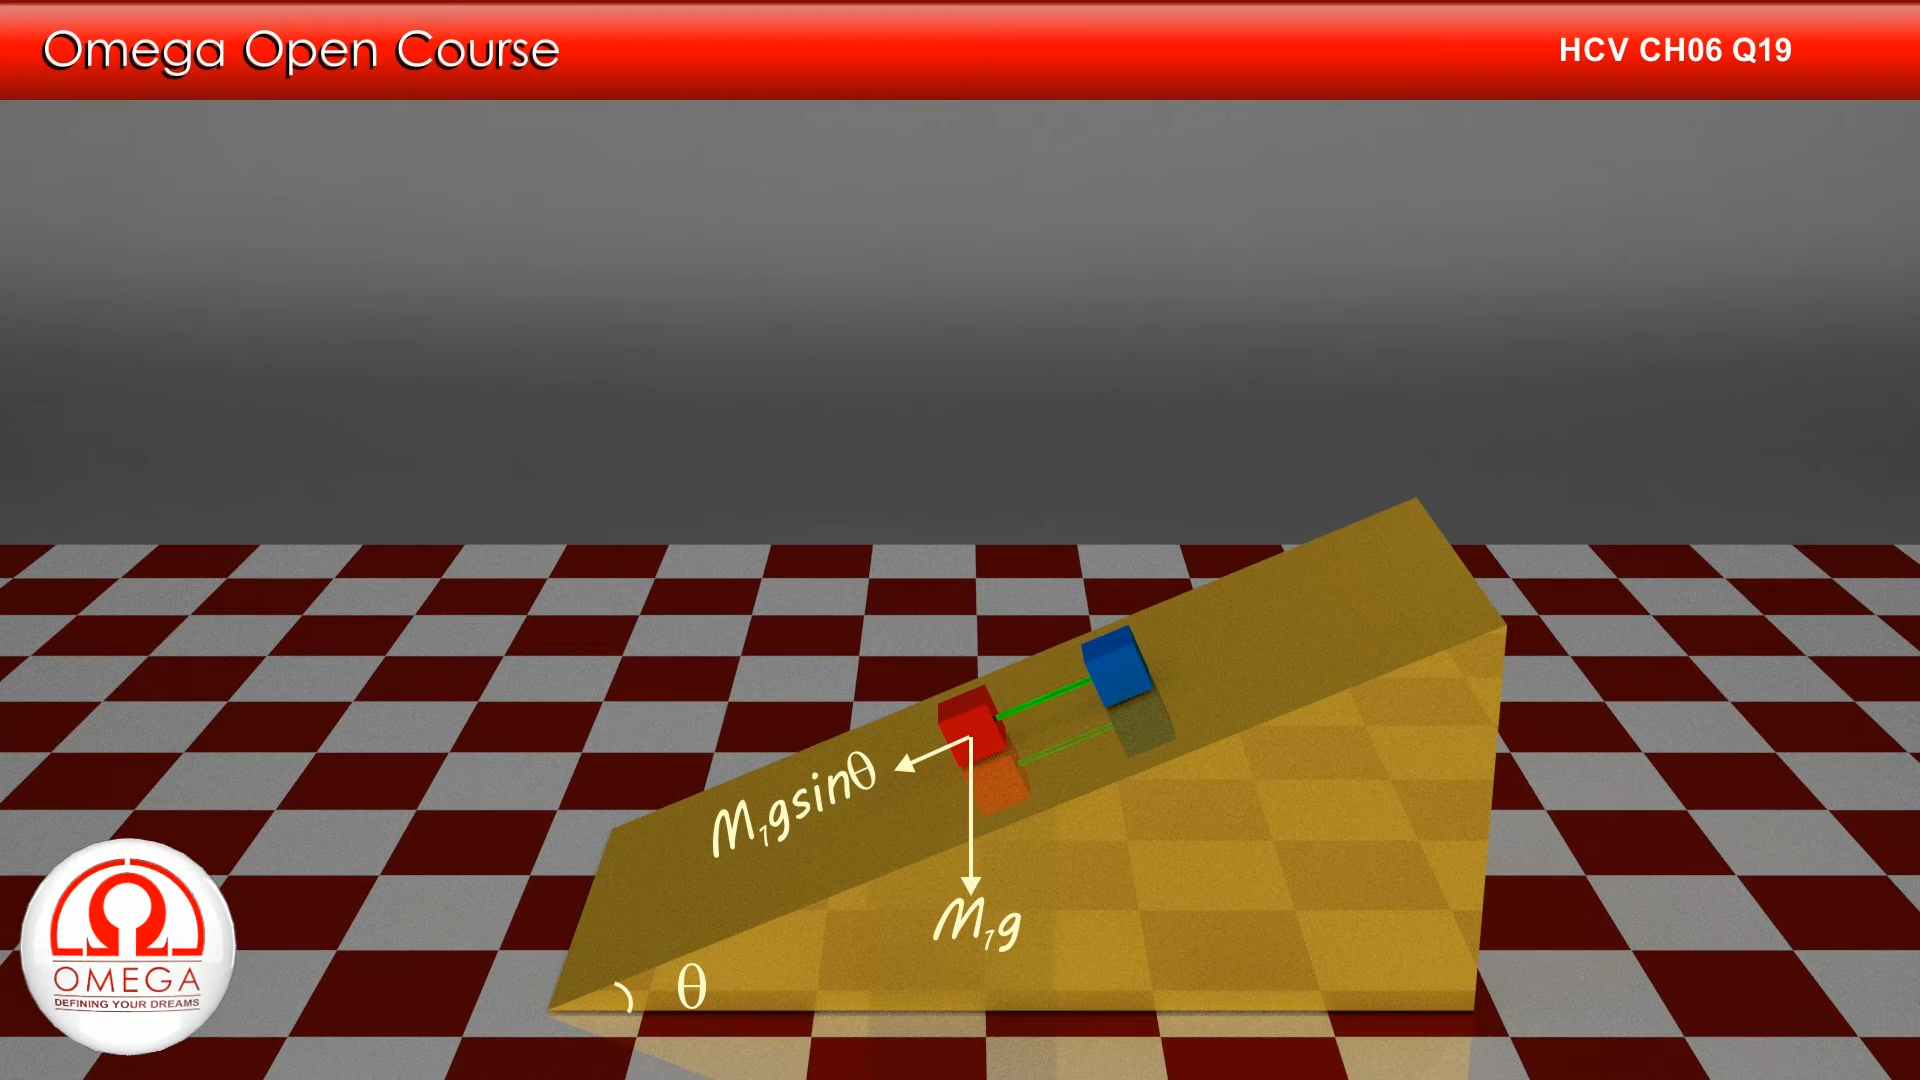 Omega Open Course
HCV CH06 Q19
M₁gsinθ
M₁g
θ
OMEGA
DEFINING YOUR DREAMS